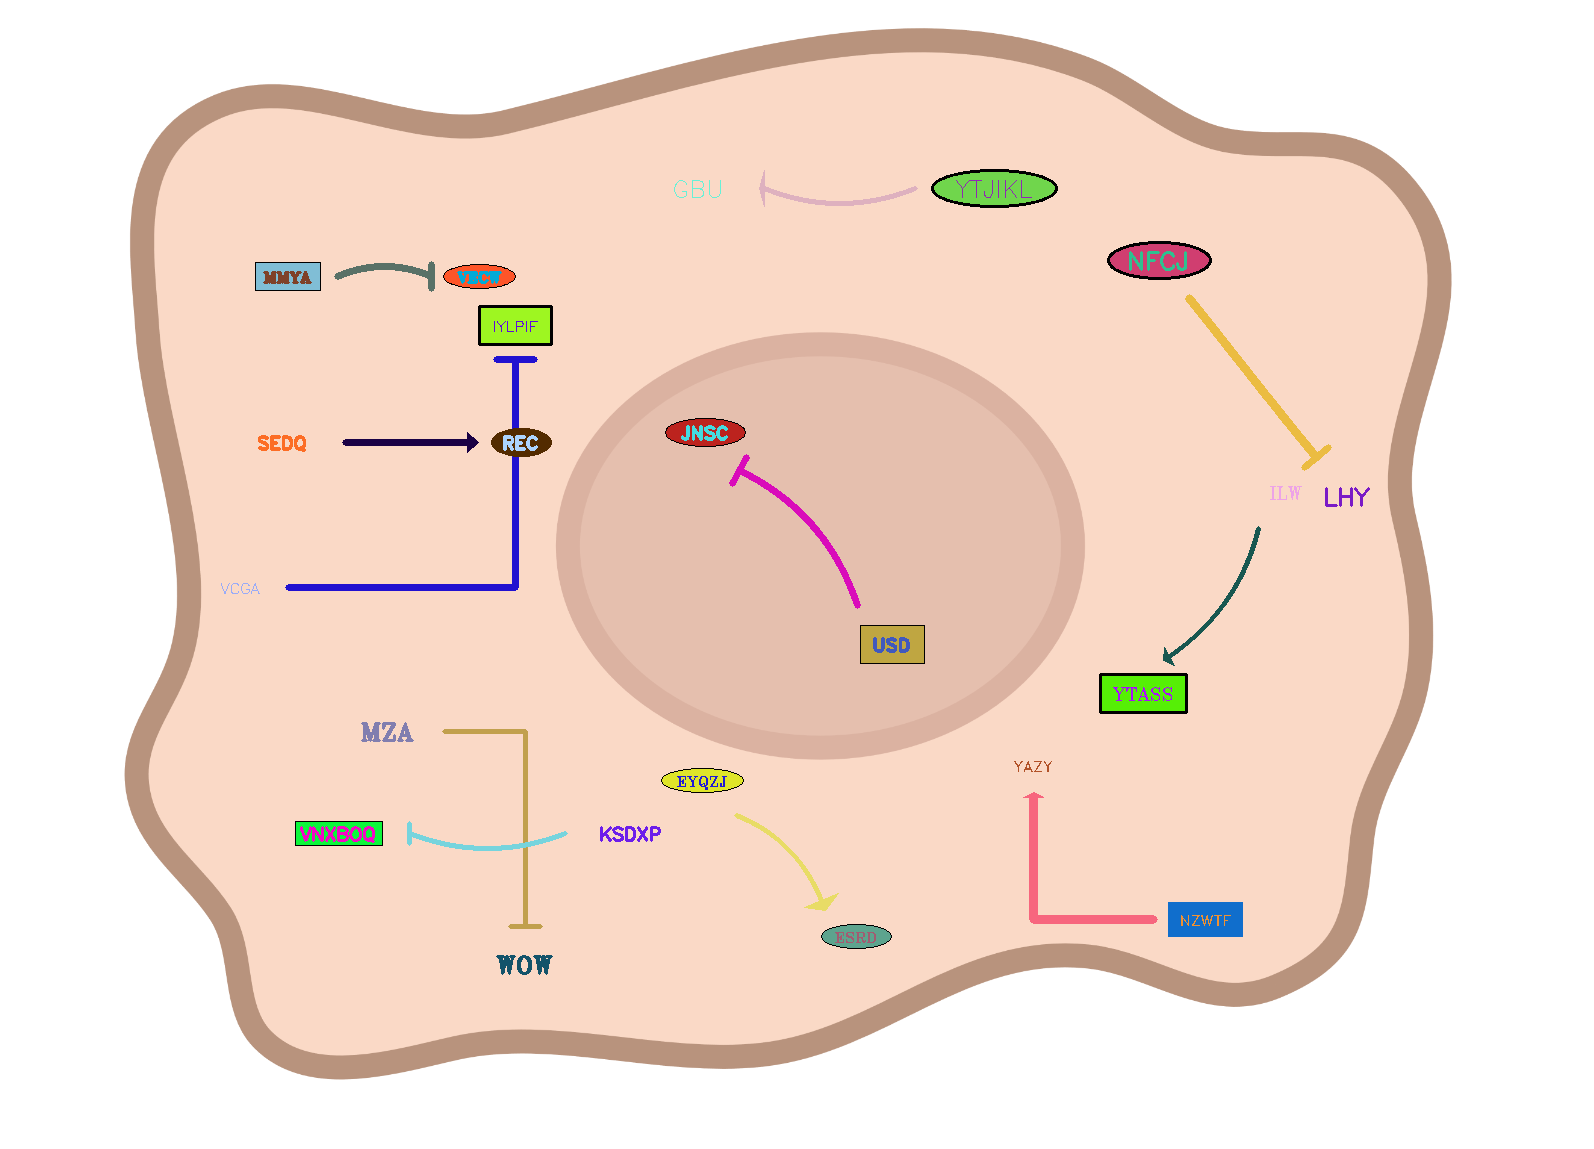 GBU
YTJIKL
NFCJ
MMYA
IYLPIF
JNSC
SEDQ
REC
ILW
LHY
VCGA
USD
YTASS
MZA
YAZY
EYQZJ
VNXBOQ
KSDXP
NZWTF
ESRD
WOW